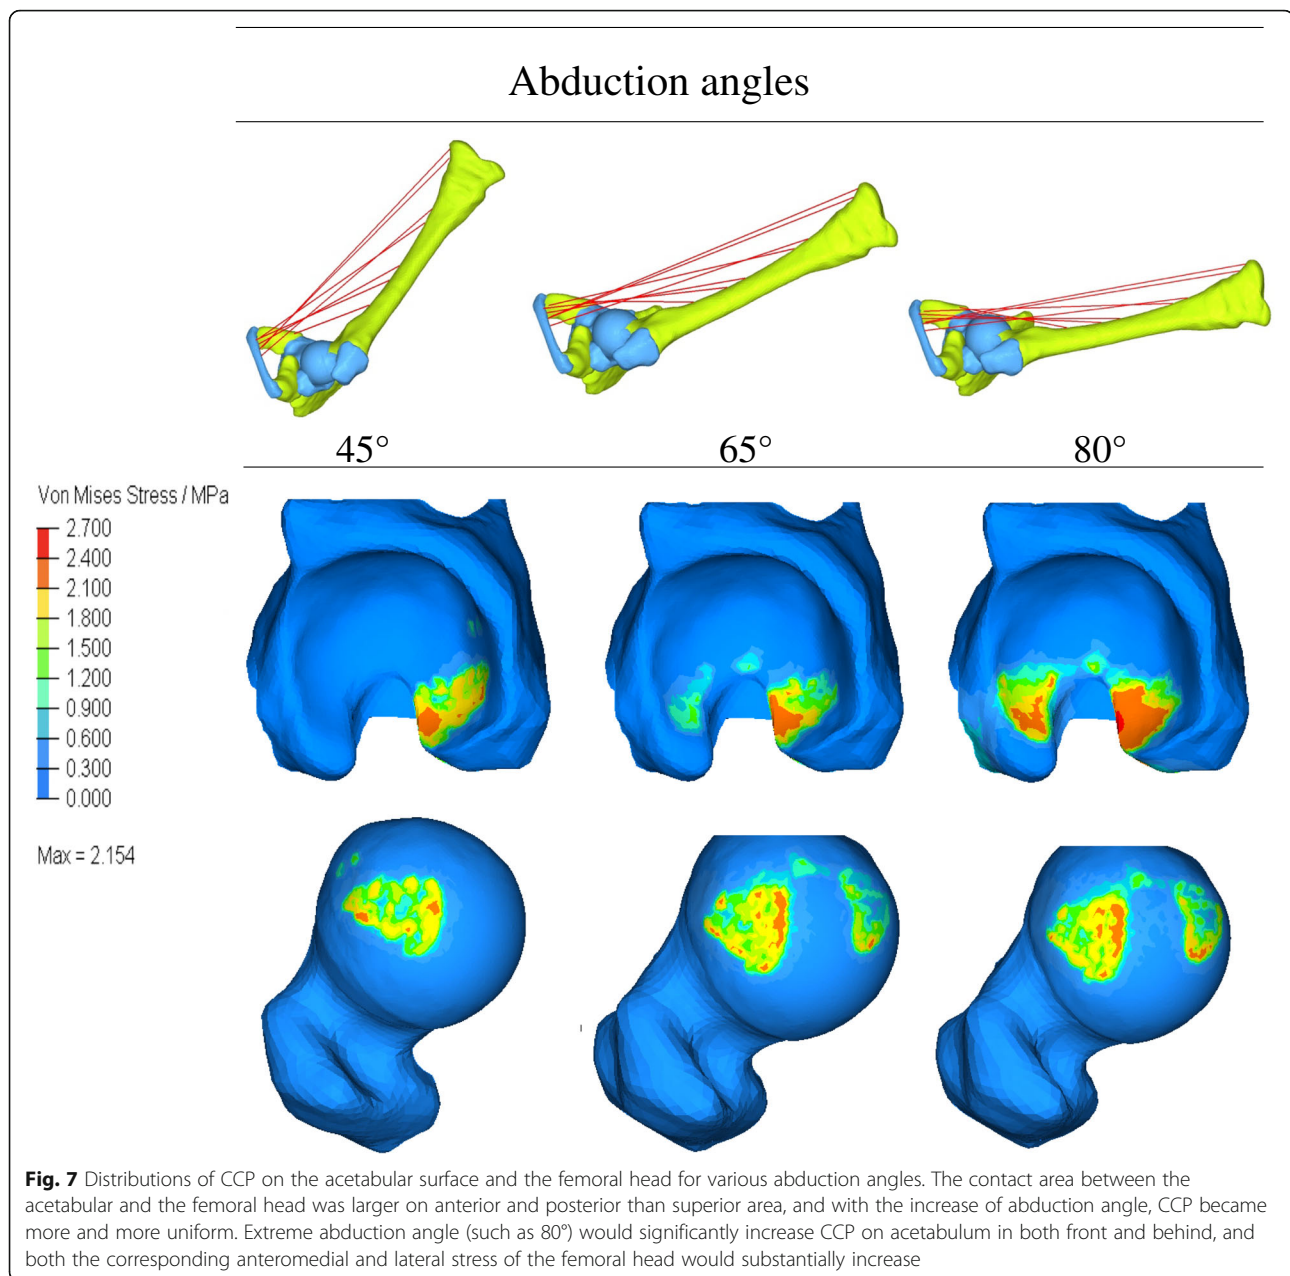 Abduction angles
45°
65°
80°
Von Mises Stress / MPa
2.700
2.400
2.100
1.800
1.500
1.200
0.900
0.600
0.300
0.000
Max = 2.154
Fig. 7 Distributions of CCP on the acetabular surface and the femoral head for various abduction angles. The contact area between the
acetabular and the femoral head was larger on anterior and posterior than superior area, and with the increase of abduction angle, CCP became
more and more uniform. Extreme abduction angle (such as 80°) would significantly increase CCP on acetabulum in both front and behind, and
both the corresponding anteromedial and lateral stress of the femoral head would substantially increase